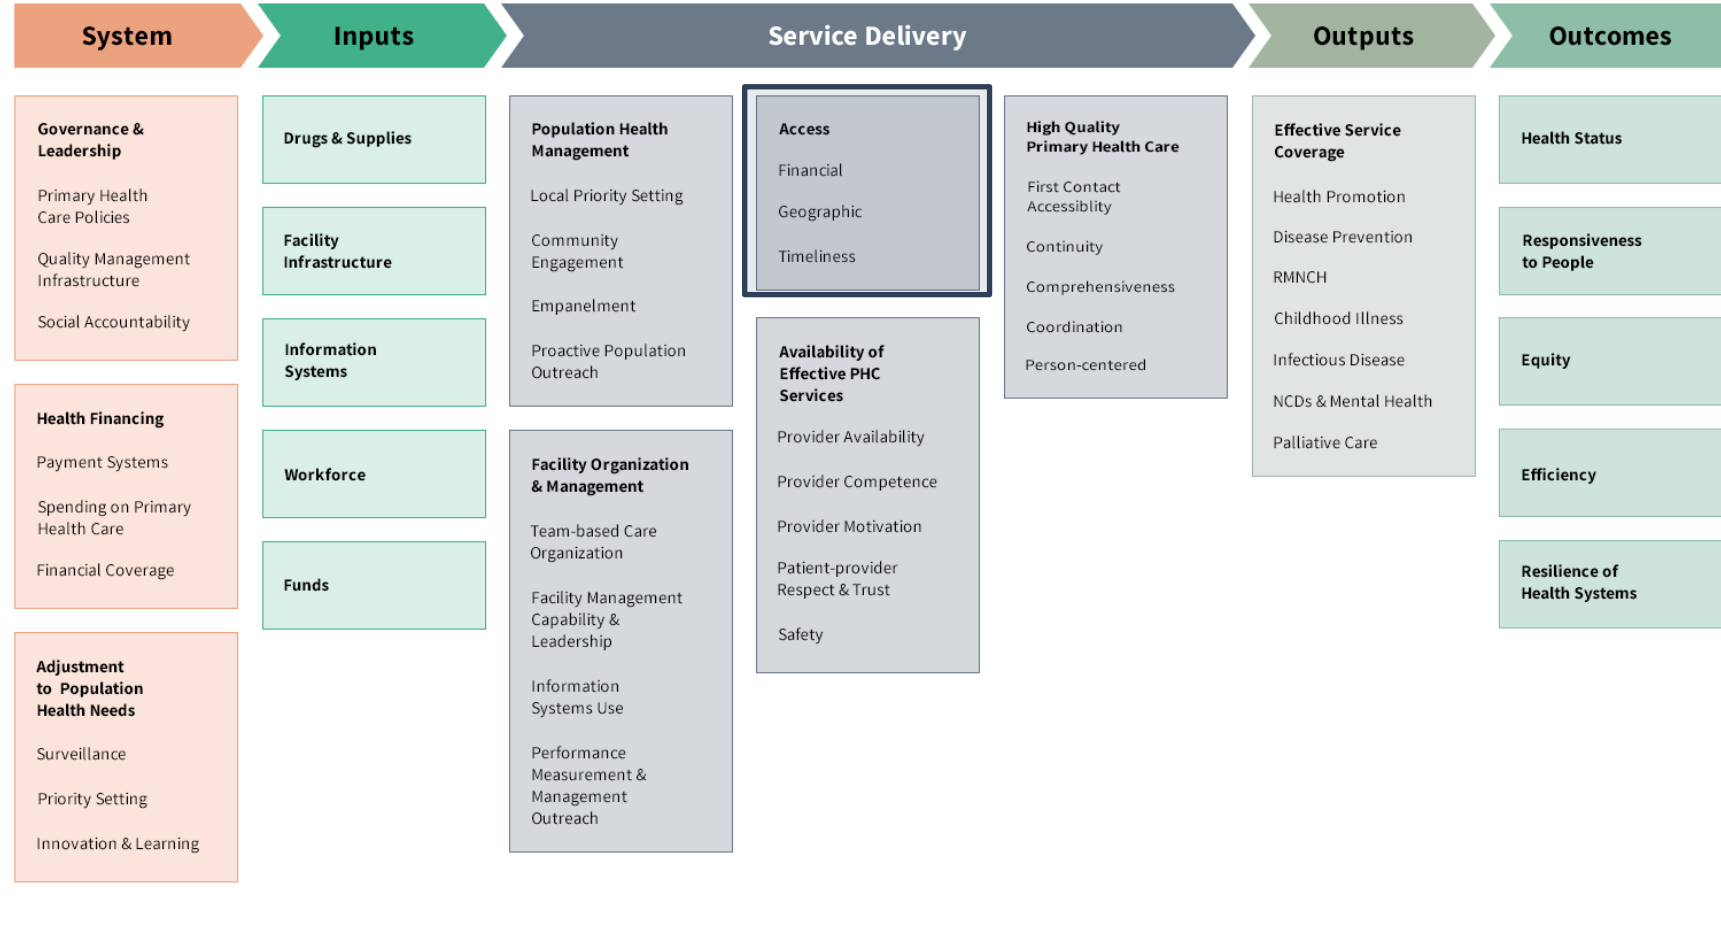 System
Inputs
Service Delivery
Outputs
Outcomes
Governance &
Leadership
Primary Health
Care Policies
Quality Management
Infrastructure
Social Accountability
Health Financing
Payment Systems
Spending on Primary
Health Care
Financial Coverage
Adjustment
to Population
Health Needs
Surveillance
Priority Setting
Innovation & Learning
Drugs & Supplies
Facility
Infrastructure
Information
Systems
Workforce
Funds
Population Health
Management
Local Priority Setting
Community
Engagement
Empanelment
Proactive Population
Outreach
Facility Organization
& Management
Team-based Care
Organization
Facility Management
Capability &
Leadership
Information
Systems Use
Performance
Measurement &
Management
Outreach
Access
Financial
Geographic
Timeliness
Availability of
Effective PHC
Services
Provider Availability
Provider Competence
Provider Motivation
Patient-provider
Respect & Trust
Safety
High Quality
Primary Health Care
First Contact
Accessiblity
Continuity
Comprehensiveness
Coordination
Person-centered
Effective Service
Coverage
Health Promotion
Disease Prevention
RMNCH
Childhood Illness
Infectious Disease
NCDs & Mental Health
Palliative Care
Health Status
Responsiveness
to People
Equity
Efficiency
Resilience of
Health Systems